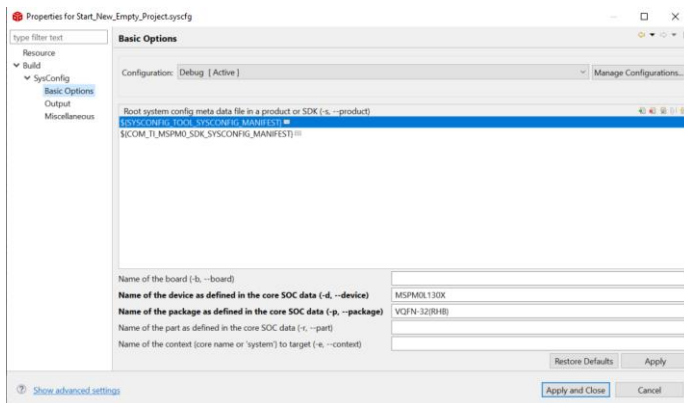 Properties for Start_New_Empty_Project.syscfg
type filter text
Resource
Build
SysConfig
Basic Options
Output
Miscellaneous
Basic Options
Configuration: Debug [ Active ]
Manage Configurations...
Root system config meta data file in a product or SDK (-s, --product)
${SYSCONFIG_TOOL_SYSCONFIG_MANIFEST}
${COM_TI_MSPM0_SDK_SYSCONFIG_MANIFEST}
Name of the board (-b, --board)
Name of the device as defined in the core SOC data (-d, --device) MSPM0L130X
Name of the package as defined in the core SOC data (-p, --package) VQFN-32(RHB)
Name of the part as defined in the core SOC data (-r, --part)
Name of the context (core name or 'system') to target (-e, --context)
Restore Defaults Apply
Show advanced settings
Apply and Close Cancel